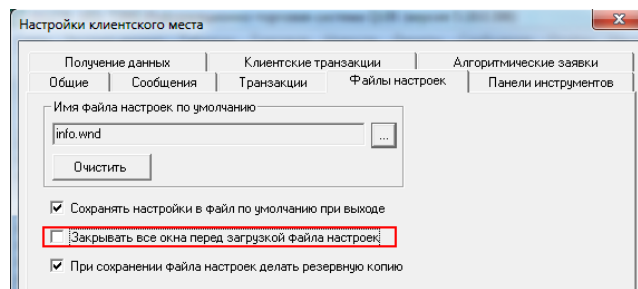 Настройки клиентского места
Получение данных Клиентские транзакции Алгоритмические заявки
Общие Сообщения Транзакции Файлы настроек Панели инструментов
Имя файла настроек по умолчанию
info.wnd ...
Очистить
Сохранять настройки в файл по умолчанию при выходе
Закрывать все окна перед загрузкой файла настроек
При сохранении файла настроек делать резервную копию